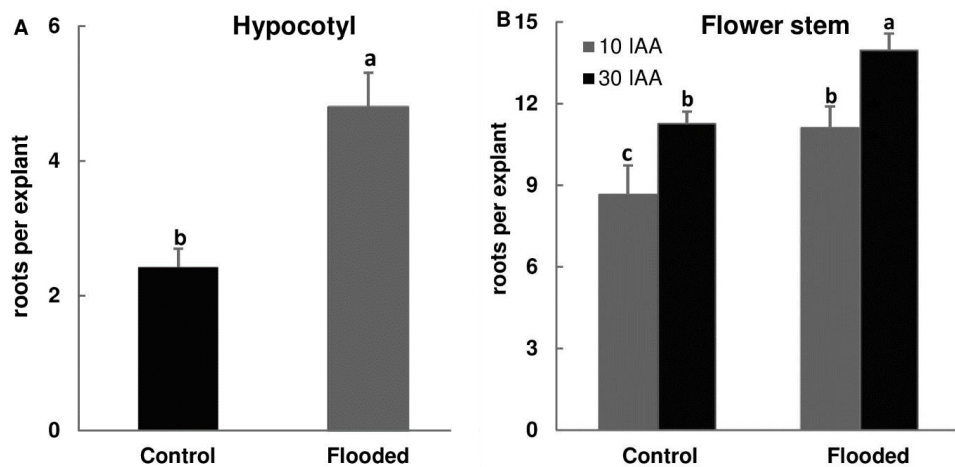 A
Hypocotyl
6
4
2
0
roots per explant
b
a
Control
Flooded
B
Flower stem
10 IAA
30 IAA
15
12
9
6
3
0
roots per explant
c
b
b
a
Control
Flooded